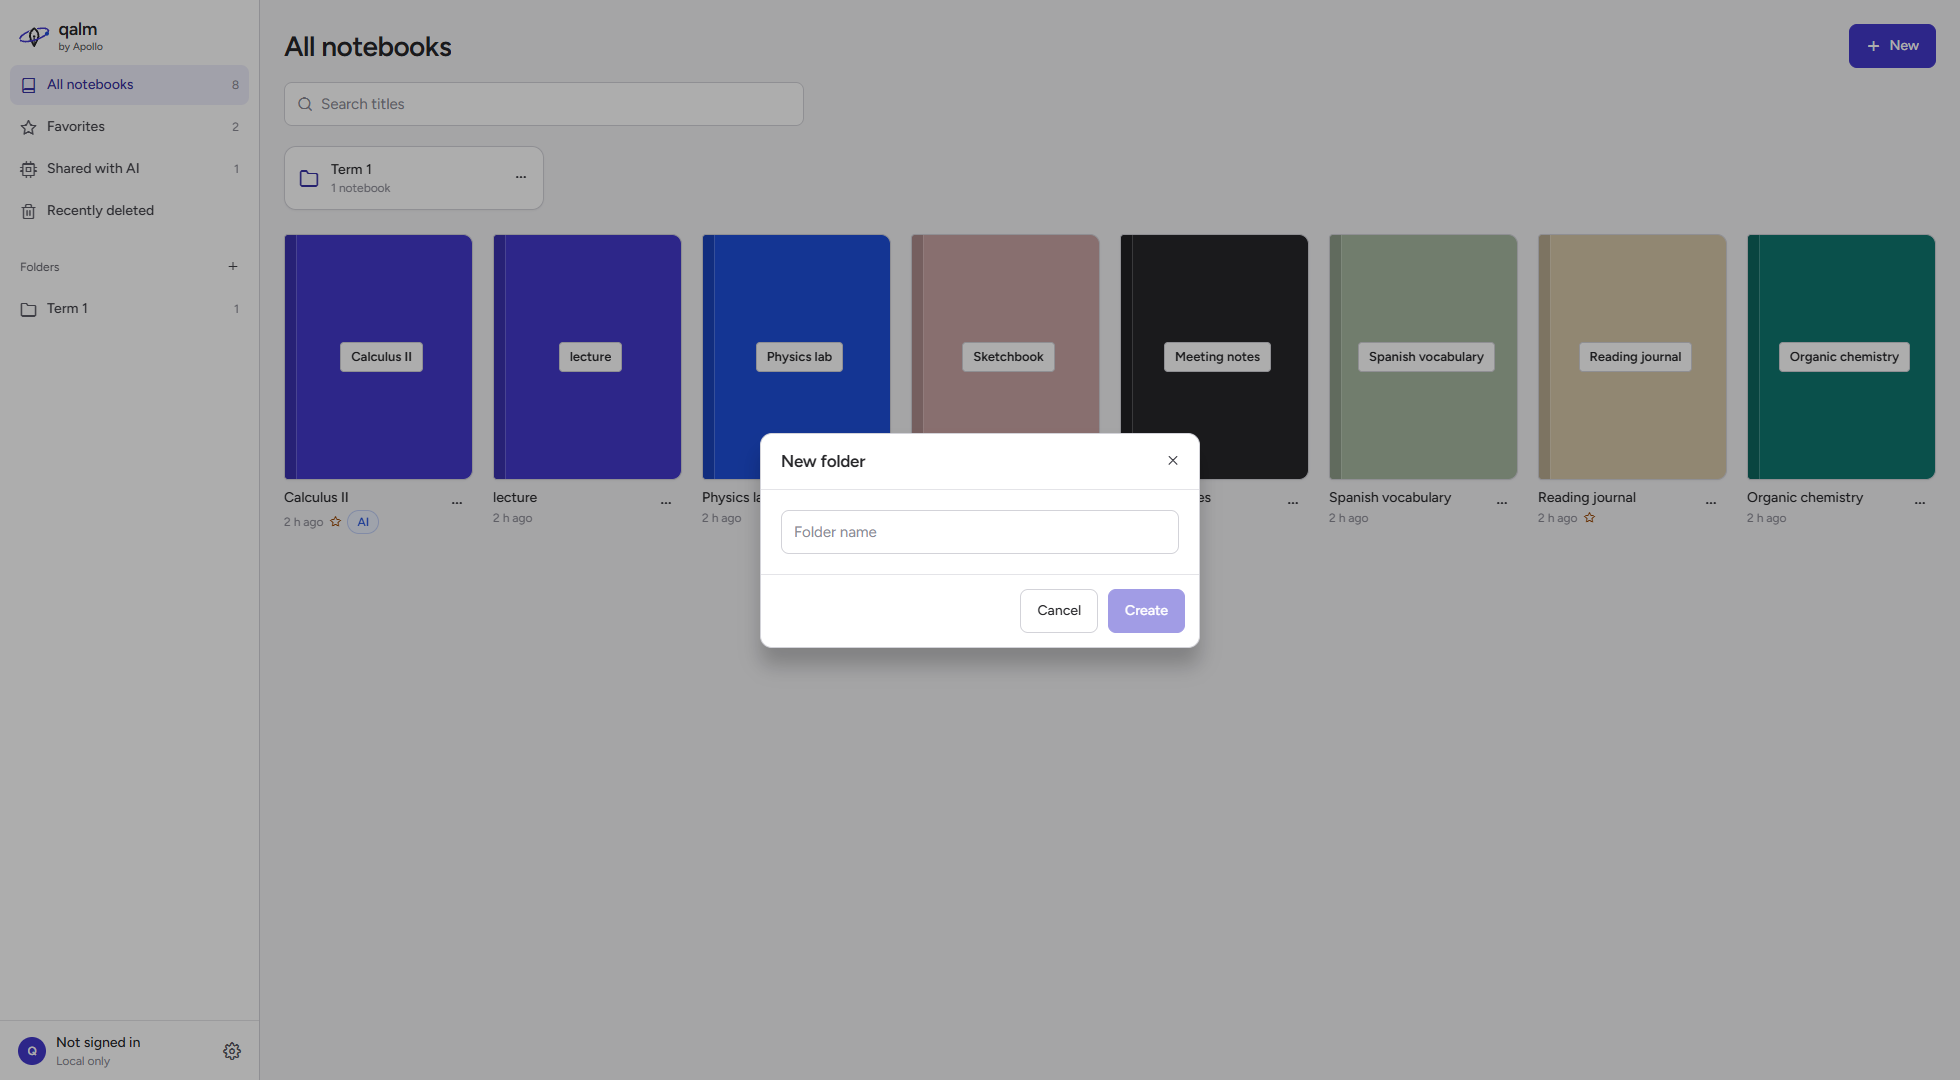 qalm
by Apollo
All notebooks 8
Favorites 2
Shared with AI 1
Recently deleted
Folders +
Term 1 1
Not signed in
Local only
Q
All notebooks
+ New
Search titles
Term 1
1 notebook
...
Calculus II
lecture
Physics lab
Sketchbook
Meeting notes
Spanish vocabulary
Reading journal
Organic chemistry
Calculus II ...
2 h ago AI
lecture ...
2 h ago
Physics la
2 h ago
es ...
Spanish vocabulary ...
2 h ago
Reading journal ...
2 h ago
Organic chemistry ...
2 h ago
New folder
Folder name
Cancel
Create